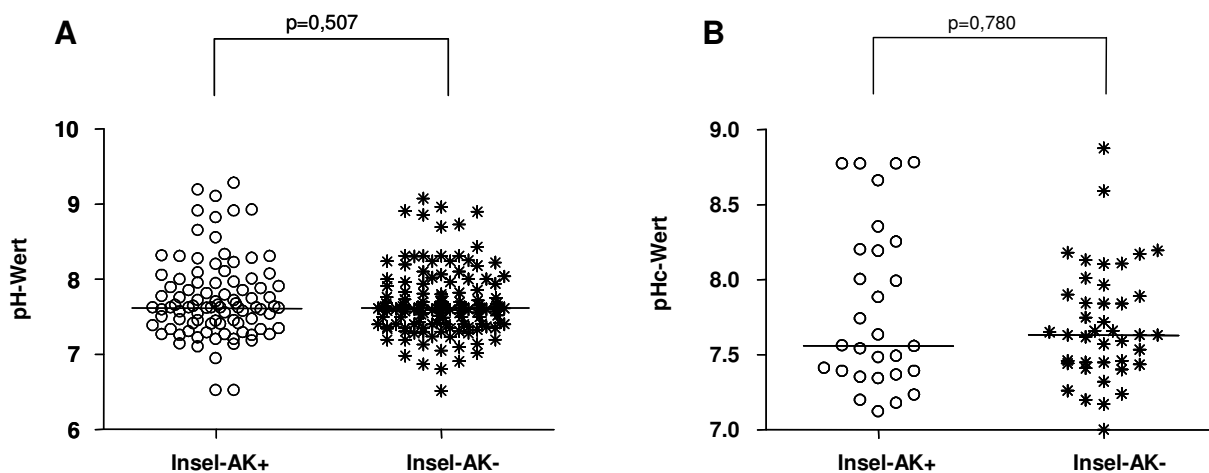 A
p=0,507
pH-Wert
10
9
8
7
6
Insel-AK+
Insel-AK-
B
p=0,780
pHc-Wert
9.0
8.5
8.0
7.5
7.0
Insel-AK+
Insel-AK-